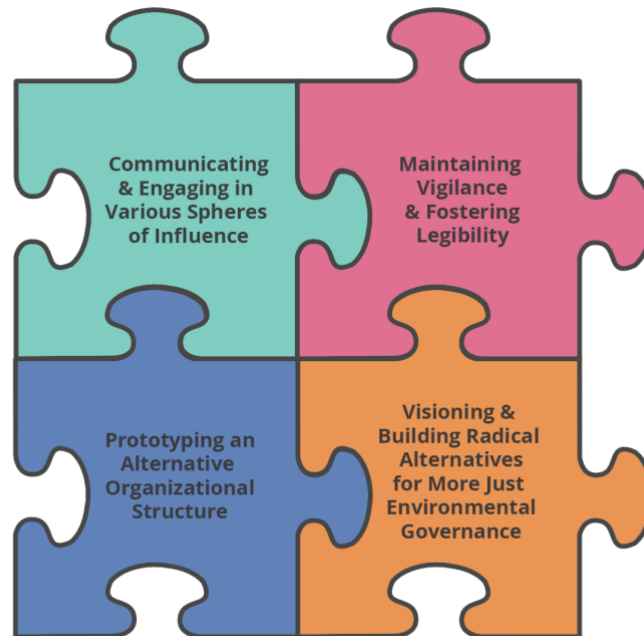 Communicating
& Engaging in
Various Spheres
of Influence
Maintaining
Vigilance
& Fostering
Legibility
Prototyping an
Alternative
Organizational
Structure
Visioning &
Building Radical
Alternatives
for More Just
Environmental
Governance